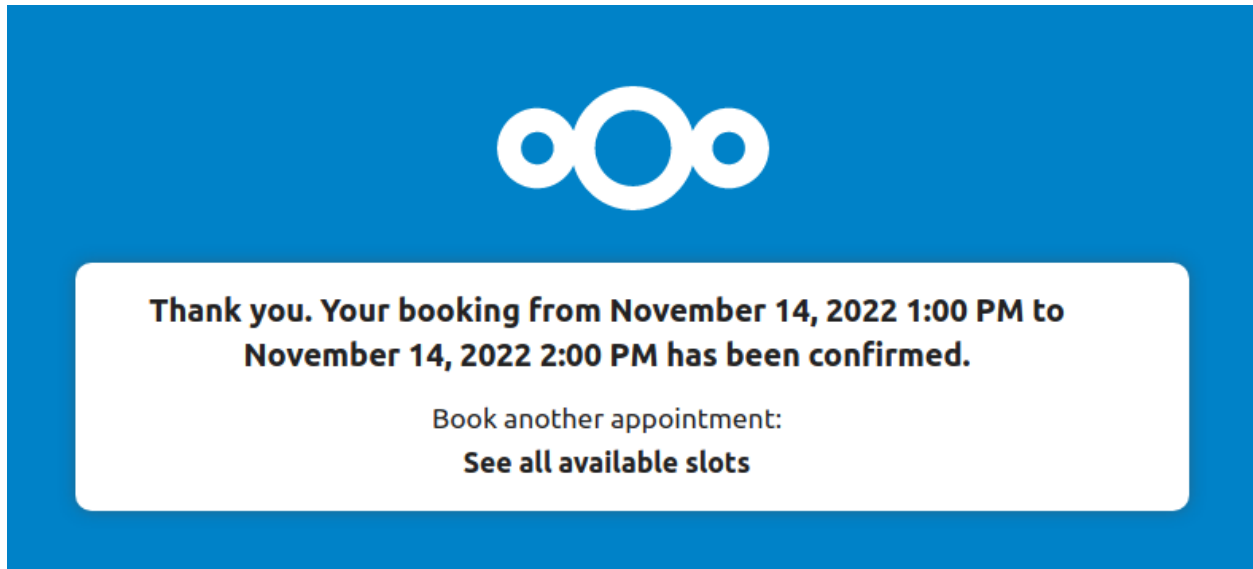 Thank you. Your booking from November 14, 2022 1:00 PM to
November 14, 2022 2:00 PM has been confirmed.
Book another appointment:
See all available slots